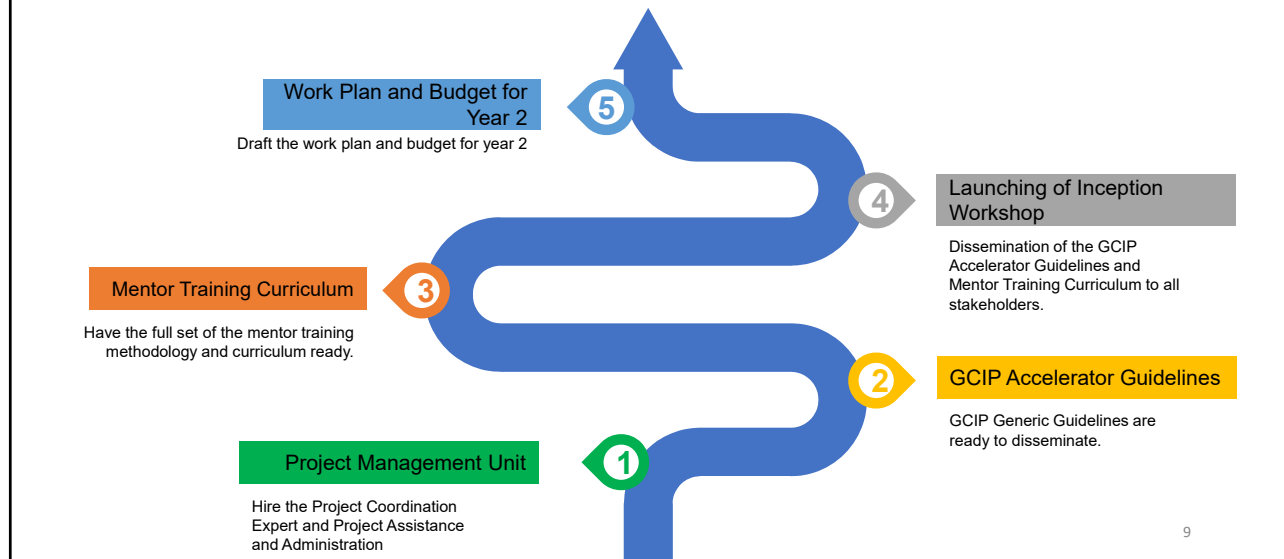 Work Plan and Budget for
Year 2
5
Draft the work plan and budget for year 2
4
Launching of Inception
Workshop
Dissemination of the GCIP
Accelerator Guidelines and
Mentor Training Curriculum to all
stakeholders.
Mentor Training Curriculum
3
Have the full set of the mentor training
methodology and curriculum ready.
2
GCIP Accelerator Guidelines
GCIP Generic Guidelines are
ready to disseminate.
Project Management Unit
1
Hire the Project Coordination
Expert and Project Assistance
and Administration
9